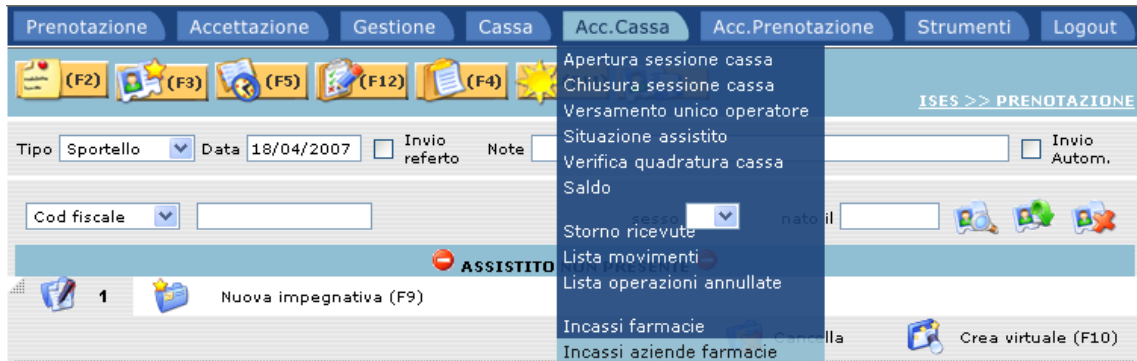 Prenotazione Accettazione Gestione Cassa Acc.Cassa Acc.Prenotazione Strumenti Logout
(F2) (F3) (F5) (F12) (F4)
ISES >> PRENOTAZIONE
Apertura sessione cassa
Chiusura sessione cassa
Versamento unico operatore
Situazione assistito
Verifica quadratura cassa
Saldo
Storno ricevute
Lista movimenti
Lista operazioni annullate
Incassi farmacie
Incassi aziende farmacie
Tipo Sportello Data 18/04/2007 Invio referto Note Invio Autom.
Cod fiscale sesso nato il
ASSISTITO NON PRESENTE
1 Nuova impegnativa (F9)
Cancella Crea virtuale (F10)